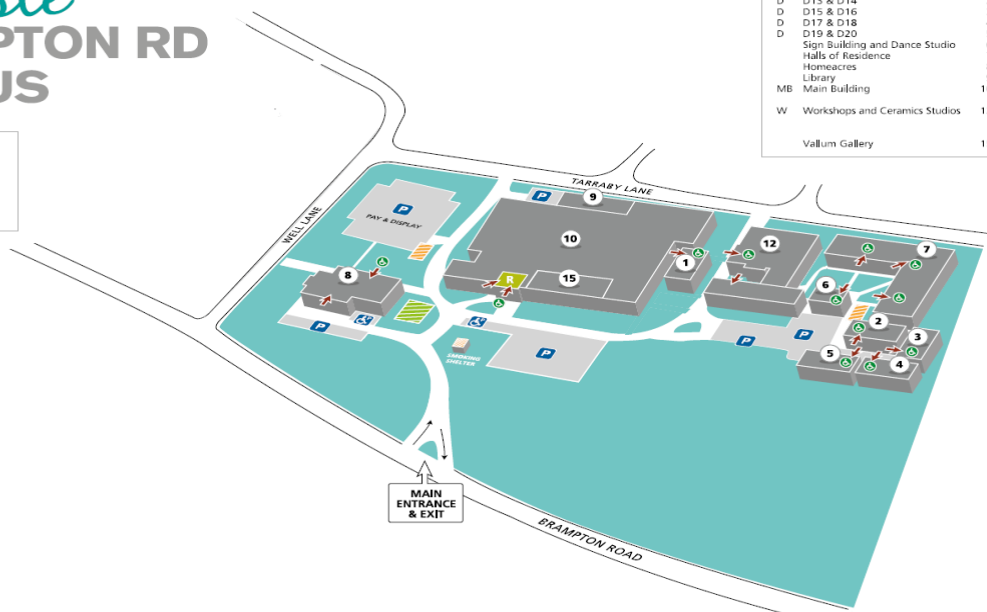 PTON RD
US
D D15 & D16
D D17 & D18
D D19 & D20
Sign Building and Dance Studio
Halls of Residence
Homeacres
Library
MB Main Building
W Workshops and Ceramics Studios
Vallum Gallery
TARRABY LANE
WELL LANE
P
PAY & DISPLAY
P
9
10
12
7
1
8
R
15
6
2
3
P
P
P
P
5
4
SMOKING
SHELTER
MAIN
ENTRANCE
& EXIT
BRAMPTON ROAD